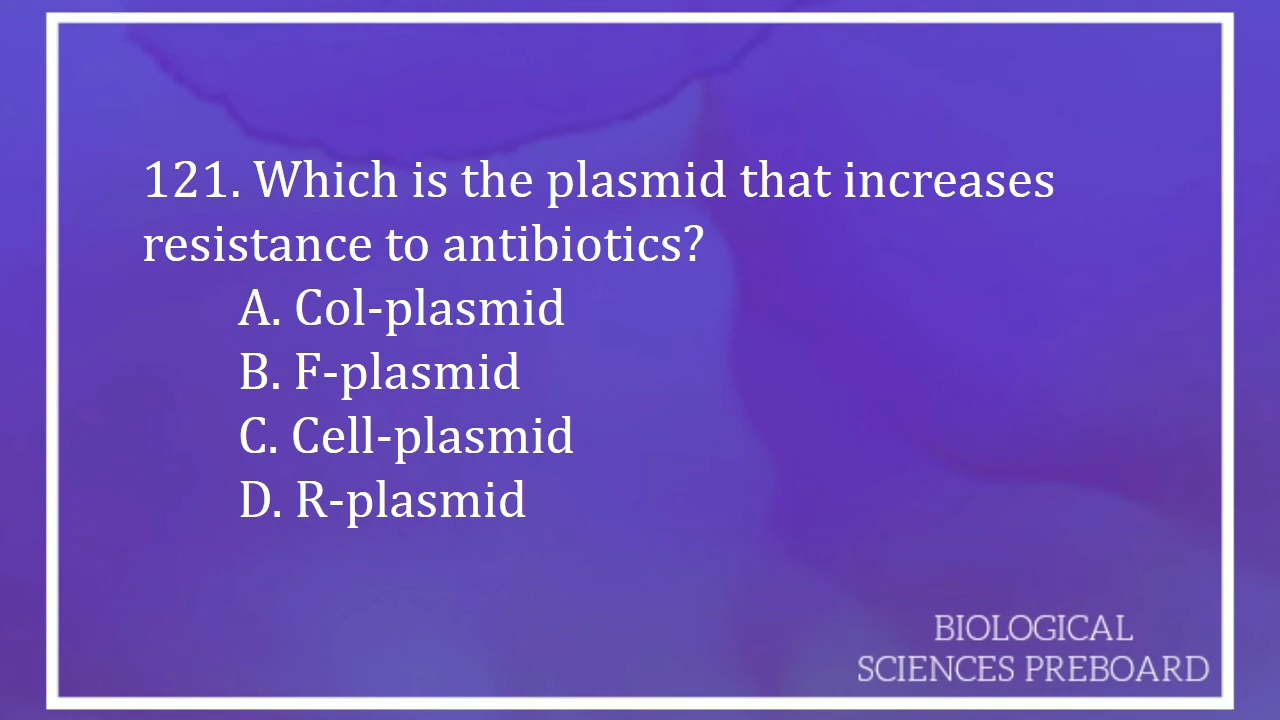 121. Which is the plasmid that increases
resistance to antibiotics?
A. Col-plasmid
B. F-plasmid
C. Cell-plasmid
D. R-plasmid
BIOLOGICAL
SCIENCES PREBOARD